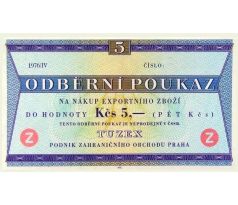 5
1976/IV ČÍSLO:
ODBĚRNÍ POUKAZ
NA NÁKUP EXPORTNÍHO ZBOŽÍ
DO HODNOTY Kčs 5,— (PĚT Kčs)
TENTO ODBĚRNÍ POUKAZ JE NEPRODEJNÝ V ČSSR.
Z TUZEX Z
PODNIK ZAHRANIČNÍHO OBCHODU PRAHA